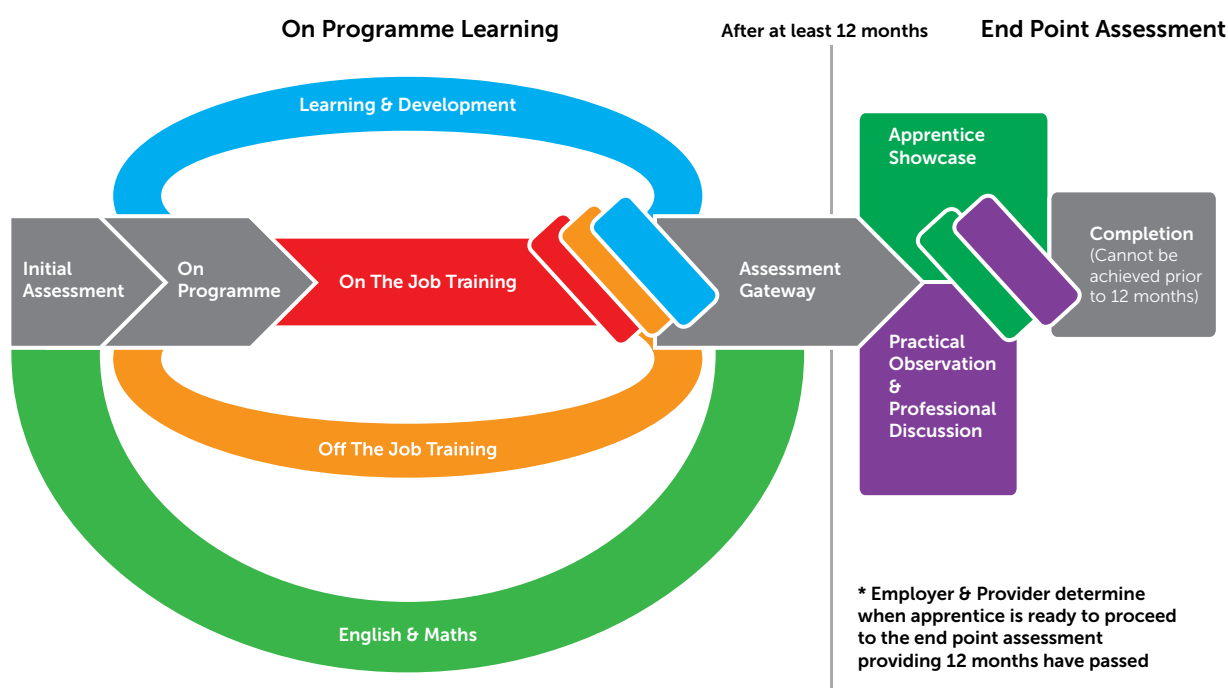 On Programme Learning
After at least 12 months
End Point Assessment
Learning & Development
Initial
Assessment
On
Programme
On The Job Training
Assessment
Gateway
Apprentice
Showcase
Completion
(Cannot be
achieved prior
to 12 months)
Practical
Observation
&
Professional
Discussion
Off The Job Training
English & Maths
* Employer & Provider determine
when apprentice is ready to proceed
to the end point assessment
providing 12 months have passed